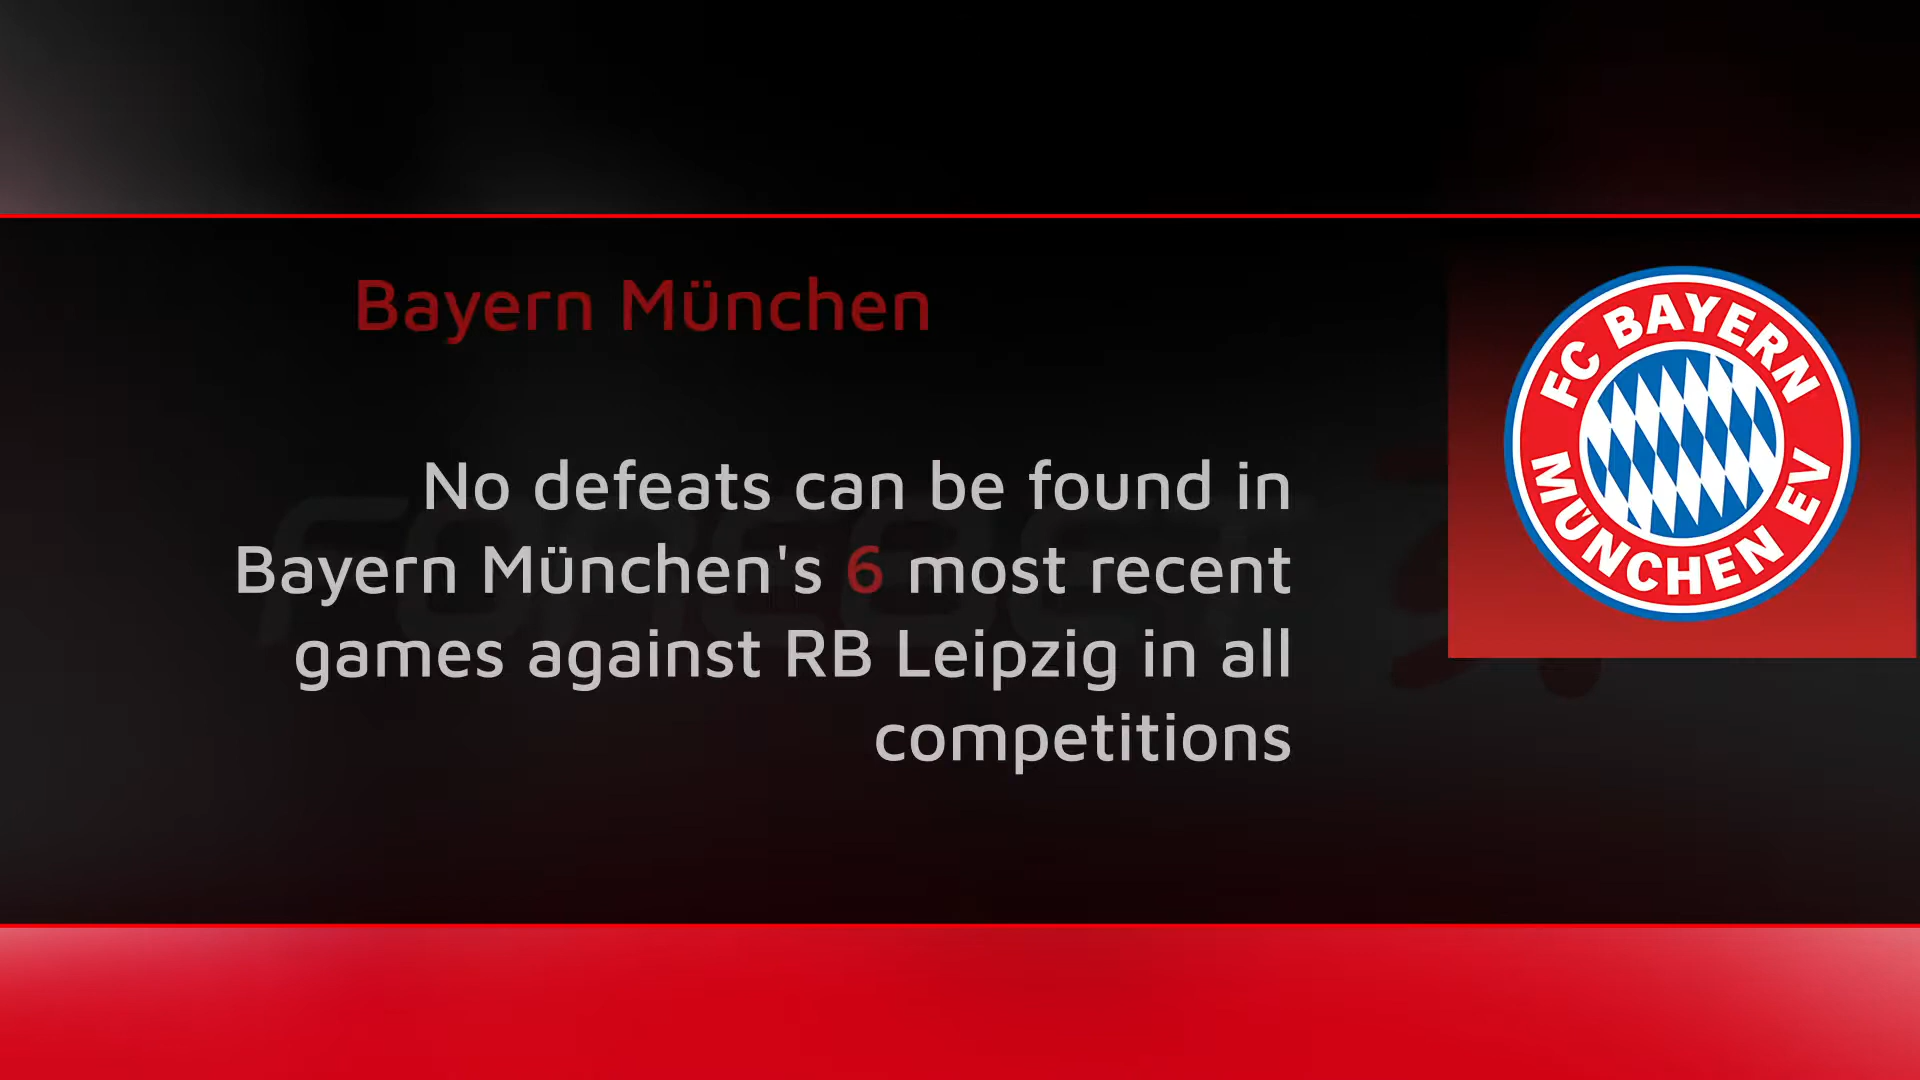 Bayern München
No defeats can be found in
Bayern München's 6 most recent
games against RB Leipzig in all
competitions
FC BAYERN
MÜNCHEN EV